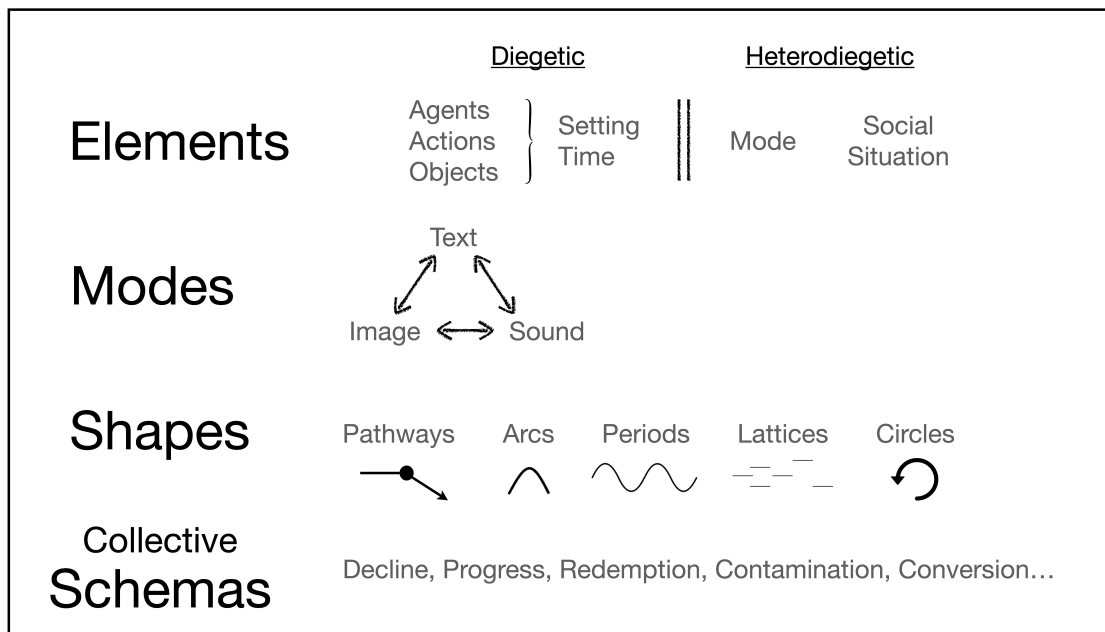 Diegetic Heterodiegetic
Elements
Agents
Actions
Objects
Setting
Time
Mode
Social
Situation
Modes
Text
Image
Sound
Shapes
Pathways Arcs Periods Lattices Circles
Collective
Schemas
Decline, Progress, Redemption, Contamination, Conversion…